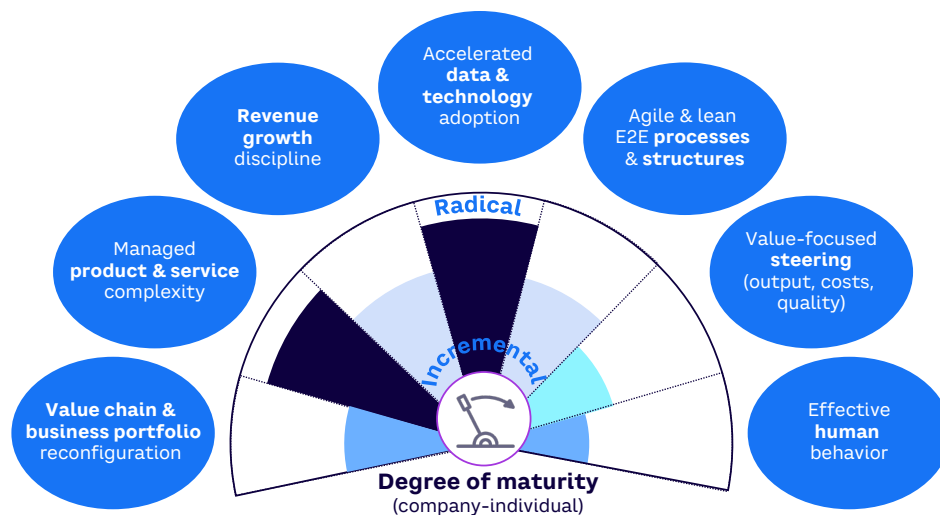 Accelerated
data &
technology
adoption
Revenue
growth
discipline
Agile & lean
E2E processes
& structures
Managed
product & service
complexity
Value-focused
steering
(output, costs,
quality)
Value chain &
business portfolio
reconfiguration
Effective
human
behavior
Radical
Incremental
Degree of maturity
(company-individual)